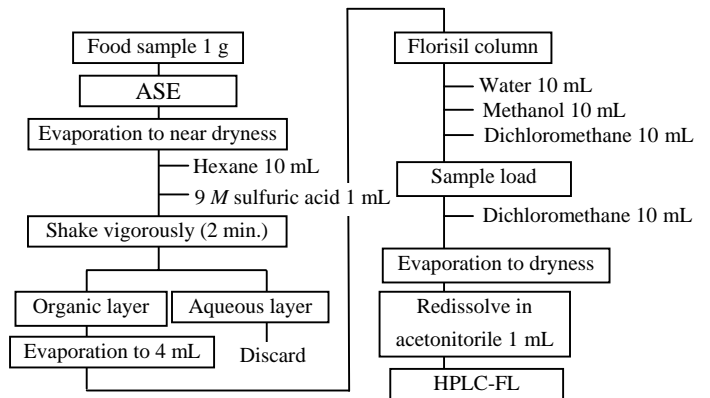 Food sample 1 g
ASE
Evaporation to near dryness
Hexane 10 mL
9 M sulfuric acid 1 mL
Shake vigorously (2 min.)
Organic layer
Aqueous layer
Evaporation to 4 mL
Discard
Florisil column
Water 10 mL
Methanol 10 mL
Dichloromethane 10 mL
Sample load
Dichloromethane 10 mL
Evaporation to dryness
Redissolve in
acetonitorile 1 mL
HPLC-FL